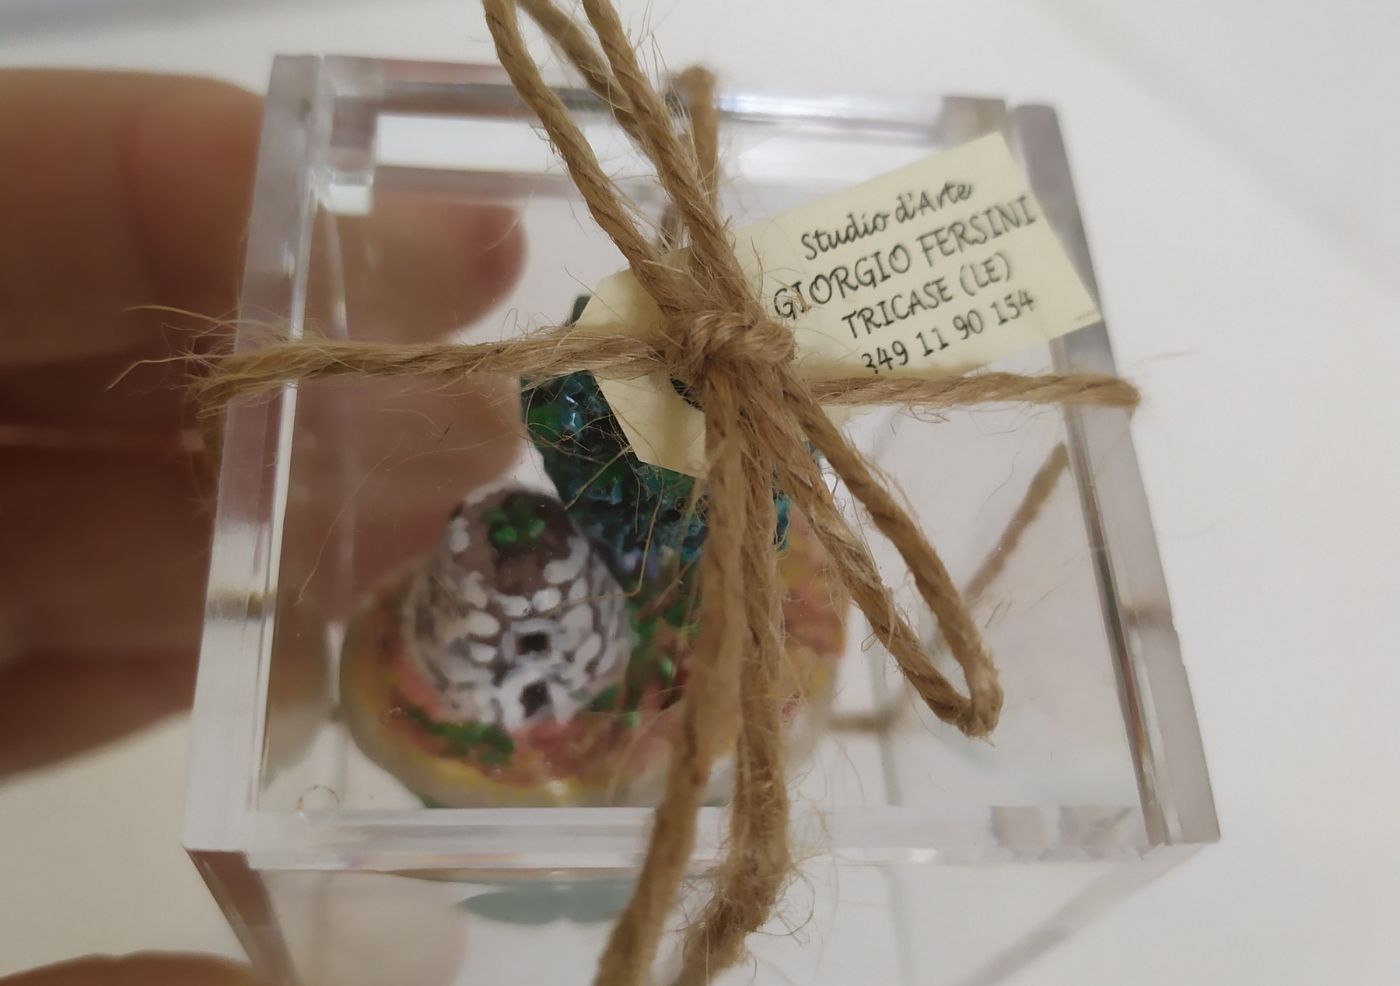 Studio d'Arte
GIORGIO FERSINI
TRICASE (LE)
349 11 90 154